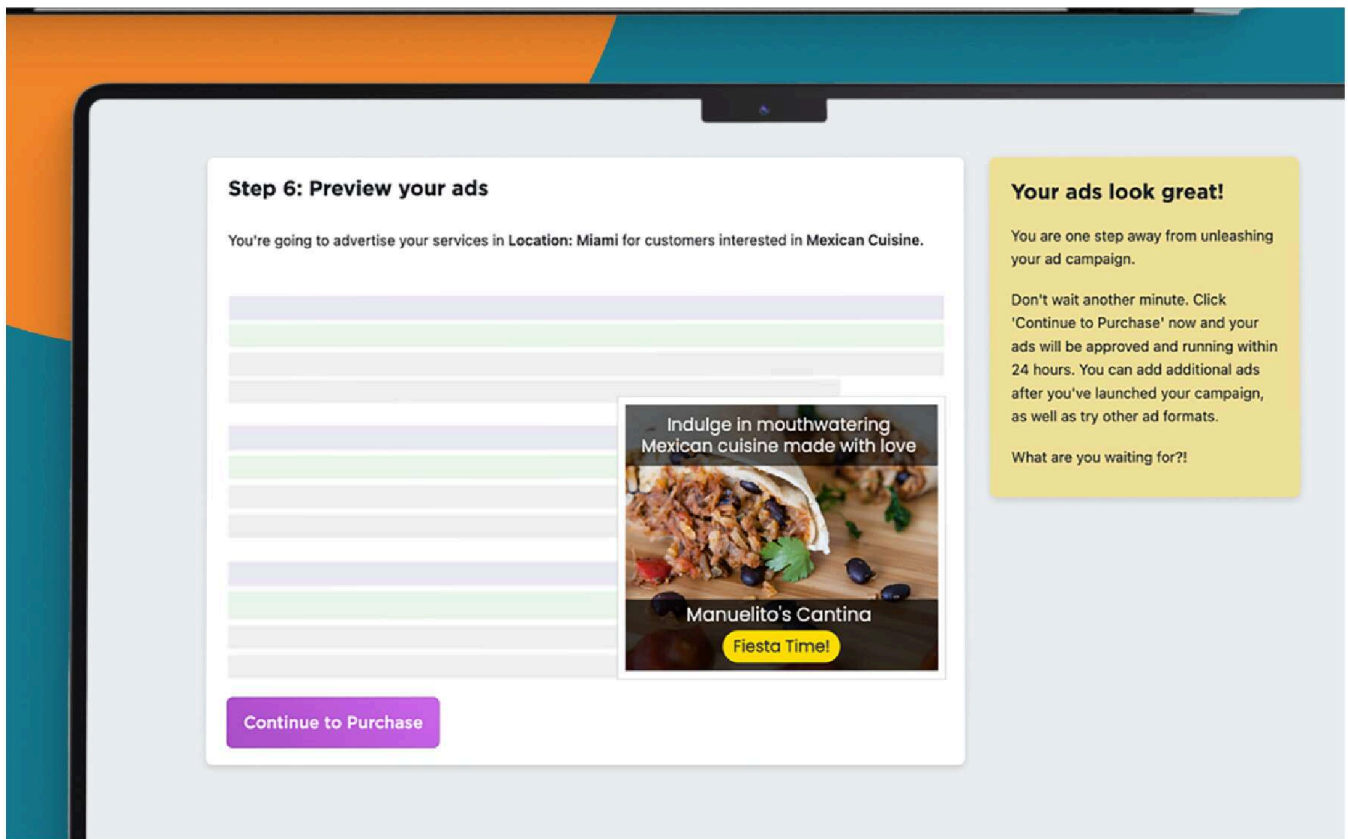 Step 6: Preview your ads
You're going to advertise your services in Location: Miami for customers interested in Mexican Cuisine.
Indulge in mouthwatering
Mexican cuisine made with love
Manuelito's Cantina
Fiesta Time!
Continue to Purchase
Your ads look great!
You are one step away from unleashing
your ad campaign.
Don't wait another minute. Click
'Continue to Purchase' now and your
ads will be approved and running within
24 hours. You can add additional ads
after you've launched your campaign,
as well as try other ad formats.
What are you waiting for?!